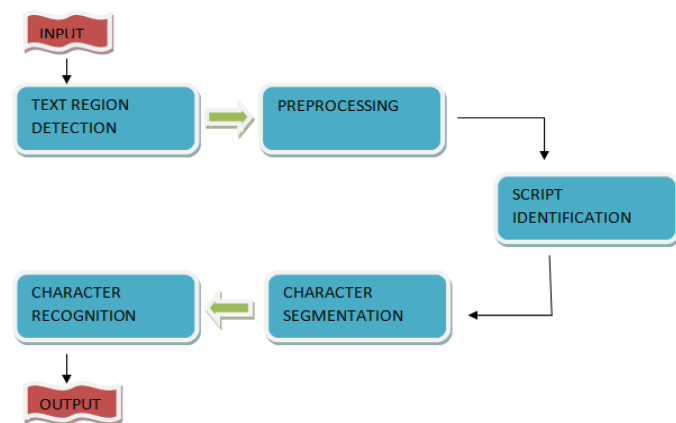 INPUT
TEXT REGION
DETECTION
PREPROCESSING
SCRIPT
IDENTIFICATION
CHARACTER
SEGMENTATION
CHARACTER
RECOGNITION
OUTPUT